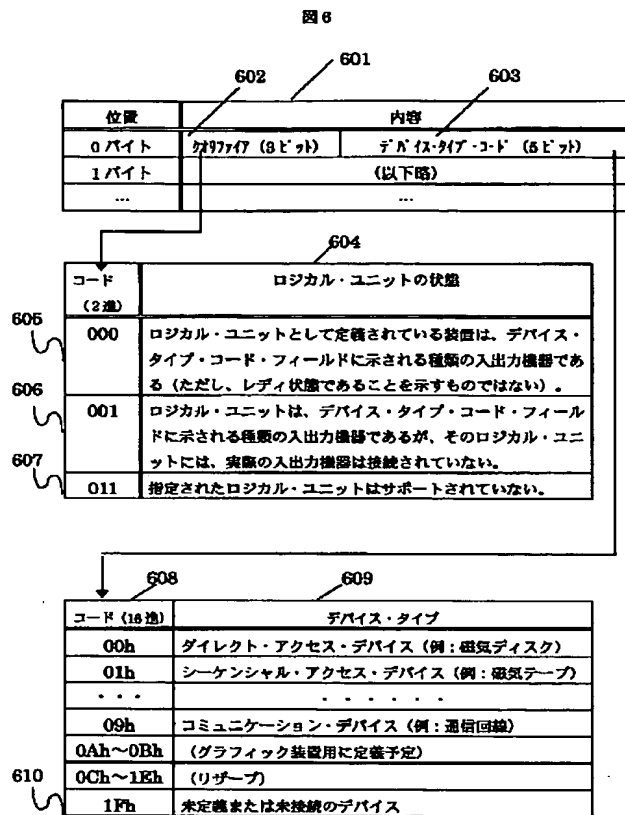 図6
601
602
603
位置 内容
0 バイト クオリファイア (3 ビット) デバイス・タイプ・コード (5 ビット)
1 バイト (以下略)
... ...
604
コード ロジカル・ユニットの状態
(2進)
605
000 ロジカル・ユニットとして定義されている装置は、デバイス・
タイプ・コード・フィールドに示される種類の入出力機器であ
る(ただし、レディ状態であることを示すものではない)。
606
001 ロジカル・ユニットは、デバイス・タイプ・コード・フィール
ドに示される種類の入出力機器であるが、そのロジカル・ユニ
ットには、実際の入出力機器は接続されていない。
607
011 指定されたロジカル・ユニットはサポートされていない。
608
609
コード (16進) デバイス・タイプ
00h ダイレクト・アクセス・デバイス(例:磁気ディスク)
01h シーケンシャル・アクセス・デバイス(例:磁気テープ)
・・・ ・・・・・・
09h コミュニケーション・デバイス(例:通信回線)
0Ah~0Bh (グラフィック装置用に定義予定)
0Ch~1Eh (リザーブ)
610
1Fh 未定義または未接続のデバイス